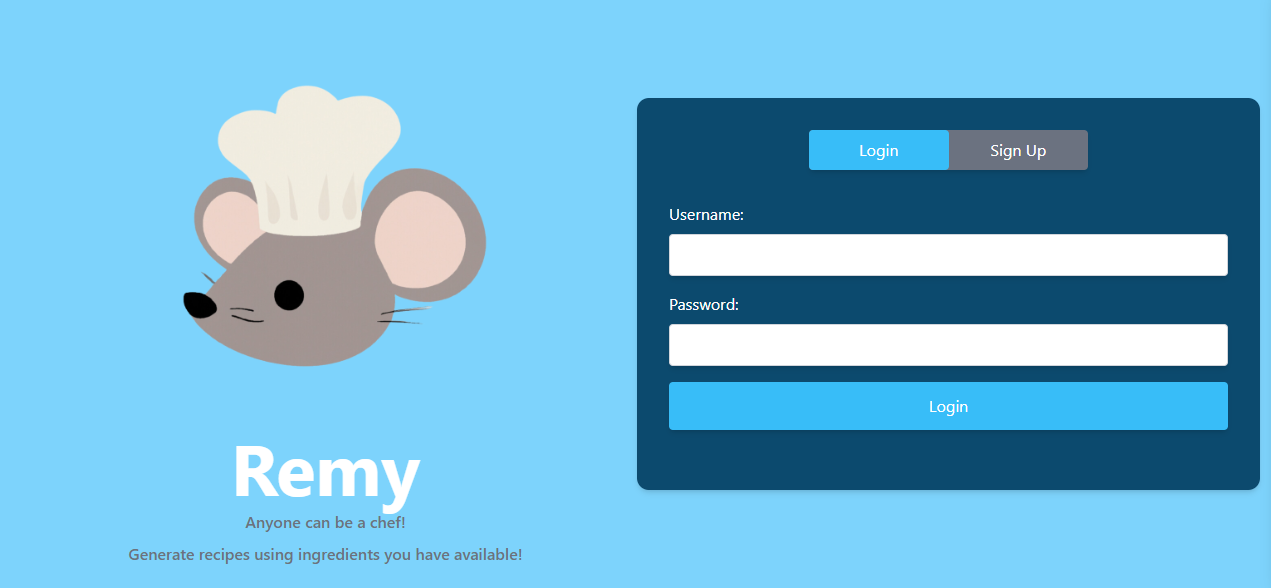 Remy
Anyone can be a chef!
Generate recipes using ingredients you have available!
Login
Sign Up
Username:
Password:
Login